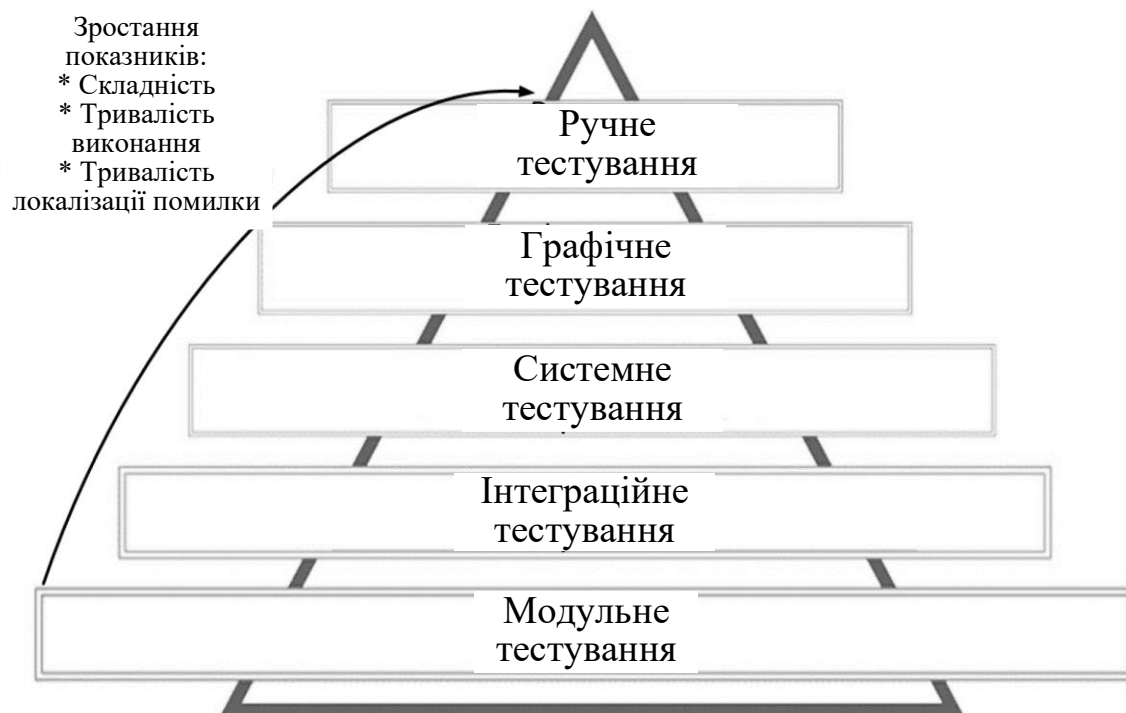 Зростання
показників:
* Складність
* Тривалість
виконання
* Тривалість
локалізації помилки
Ручне
тестування
Графічне
тестування
Системне
тестування
Інтеграційне
тестування
Модульне
тестування